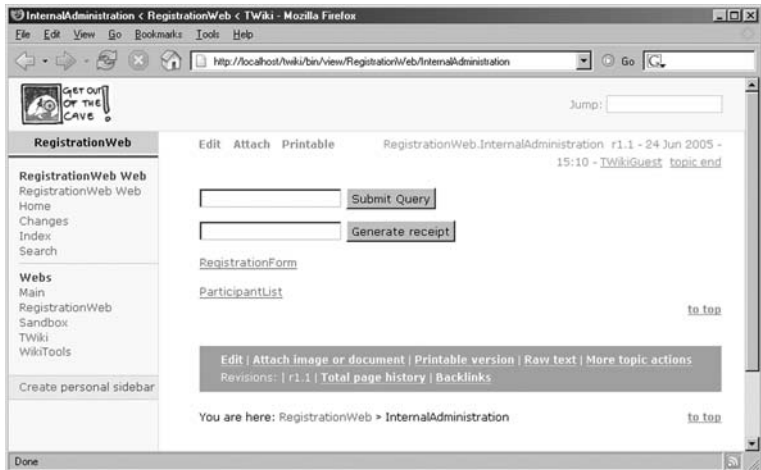 InternalAdministration < RegistrationWeb < TWiki - Mozilla Firefox
File Edit View Go Bookmarks Tools Help
http://localhost/twiki/bin/view/RegistrationWeb/InternalAdministration Go G
GET OUT
OF THE
CAVE !
Jump:
RegistrationWeb
Edit Attach Printable
RegistrationWeb.InternalAdministration r1.1 - 24 Jun 2005 -
15:10 - TWikiGuest topic end
RegistrationWeb Web
RegistrationWeb Web
Home
Changes
Index
Search
Webs
Main
RegistrationWeb
Sandbox
TWiki
WikiTools
Create personal sidebar
Submit Query
Generate receipt
RegistrationForm
ParticipantList
to top
Edit | Attach image or document | Printable version | Raw text | More topic actions
Revisions: | r1.1 | Total page history | Backlinks
You are here: RegistrationWeb > InternalAdministration
to top
Done